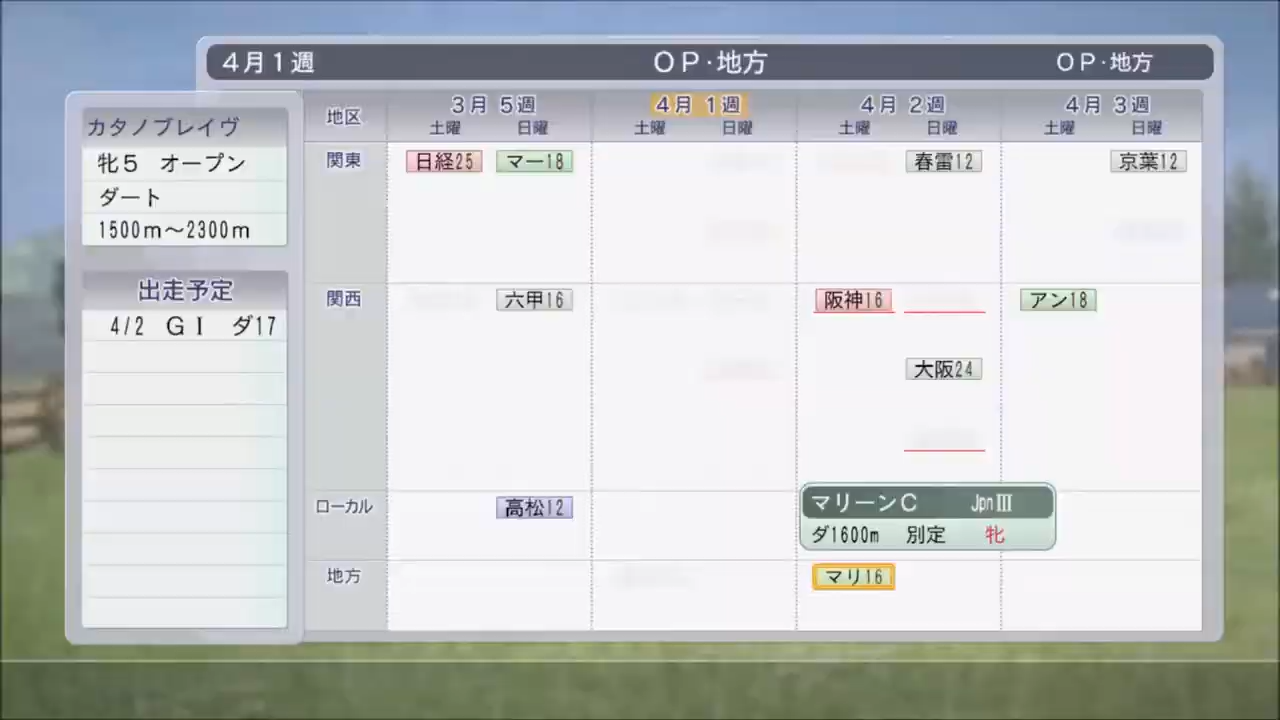 4月1週 OP・地方 OP・地方
カタノブレイヴ
牝5 オープン
ダート
1500m〜2300m
出走予定
4/2 GI ダ17
地区 3月 5週 4月 1週 4月 2週 4月 3週
土曜 日曜 土曜 日曜 土曜 日曜 土曜 日曜
関東 日経25 マー18 春雷12 京葉12
関西 六甲16 阪神16 アン18
大阪24
ローカル 高松12
マリーンC JpnIII
ダ1600m 別定 牝
地方 マリ16